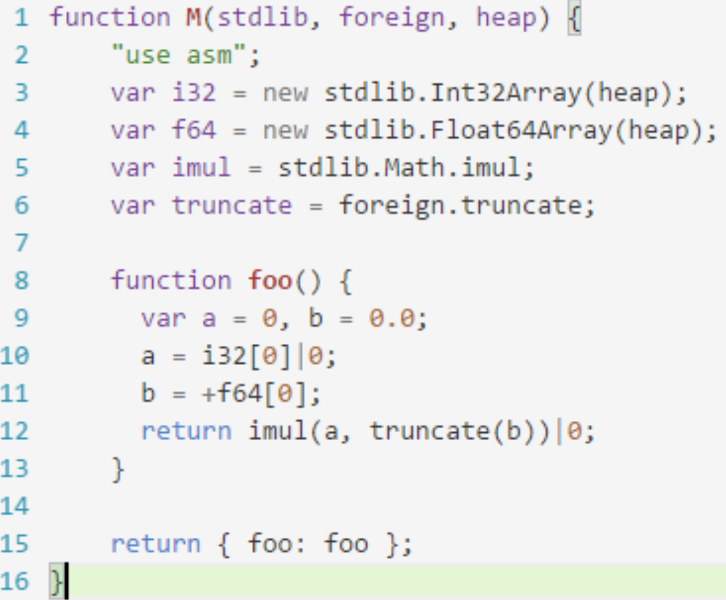 1 function M(stdlib, foreign, heap) {
2     "use asm";
3     var i32 = new stdlib.Int32Array(heap);
4     var f64 = new stdlib.Float64Array(heap);
5     var imul = stdlib.Math.imul;
6     var truncate = foreign.truncate;
7
8     function foo() {
9       var a = 0, b = 0.0;
10       a = i32[0]|0;
11       b = +f64[0];
12       return imul(a, truncate(b))|0;
13     }
14
15     return { foo: foo };
16 }